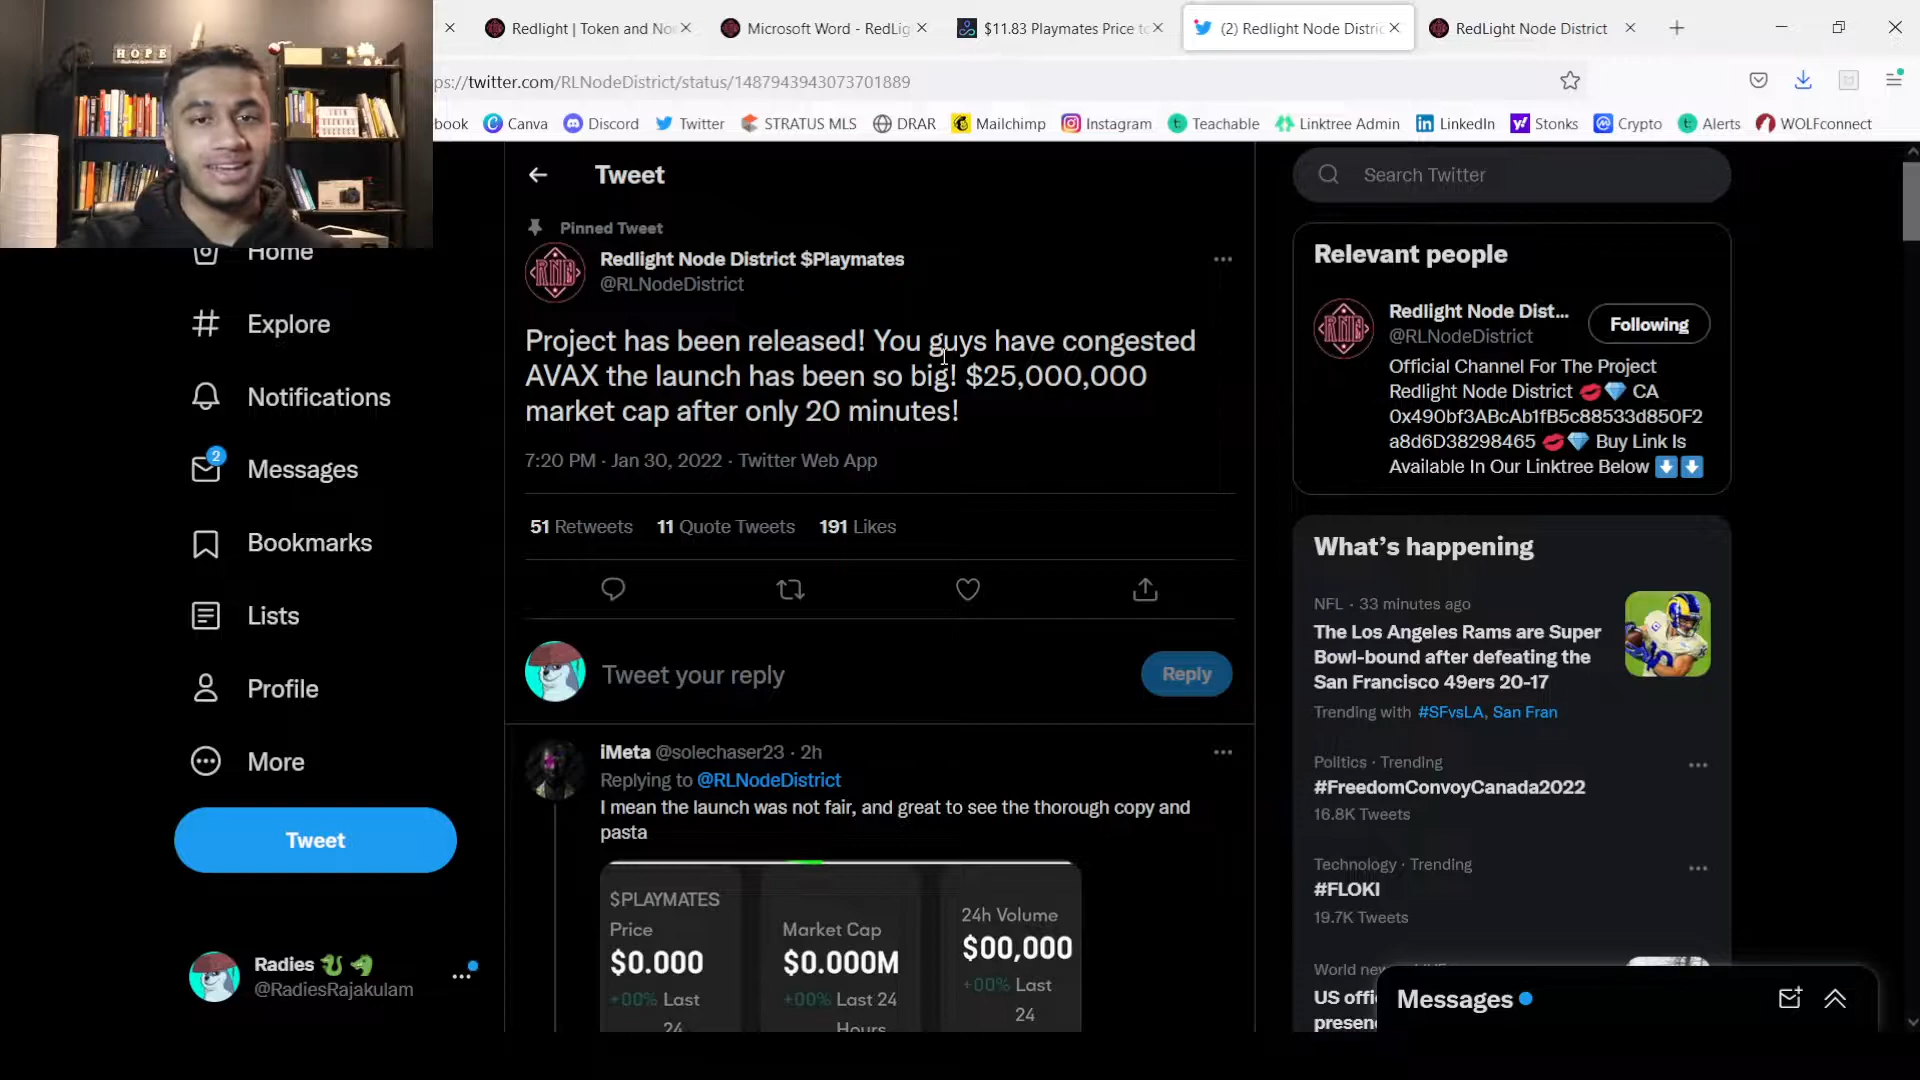 HOPE
Redlight | Token and No
Microsoft Word - RedLig
$11.83 Playmates Price to
(2) Redlight Node Distric
RedLight Node District
ps://twitter.com/RLNodeDistrict/status/1487943943073701889
book
Canva
Discord
Twitter
STRATUS MLS
DRAR
Mailchimp
Instagram
Teachable
Linktree Admin
LinkedIn
Stonks
Crypto
Alerts
WOLFconnect
Home
Explore
Notifications
2
Messages
Bookmarks
Lists
Profile
More
Tweet
Radies
@RadiesRajakulam
Tweet
Pinned Tweet
RND
Redlight Node District $Playmates
@RLNodeDistrict
Project has been released! You guys have congested
AVAX the launch has been so big! $25,000,000
market cap after only 20 minutes!
7:20 PM · Jan 30, 2022 · Twitter Web App
51 Retweets 11 Quote Tweets 191 Likes
Tweet your reply
Reply
iMeta @solechaser23 · 2h
Replying to @RLNodeDistrict
I mean the launch was not fair, and great to see the thorough copy and
pasta
$PLAYMATES
Price
$0.000
+00% Last
24
Market Cap
$0.000M
+00% Last 24
Hours
24h Volume
$00,000
+00% Last
24
Search Twitter
Relevant people
RND
Redlight Node Dist...
@RLNodeDistrict
Following
Official Channel For The Project
Redlight Node District 💋💎 CA
0x490bf3ABcAb1fB5c88533d850F2
a8d6D38298465 💋💎 Buy Link Is
Available In Our Linktree Below ⬇️⬇️
What's happening
NFL · 33 minutes ago
The Los Angeles Rams are Super
Bowl-bound after defeating the
San Francisco 49ers 20-17
Trending with #SFvsLA, San Fran
Politics · Trending
#FreedomConvoyCanada2022
16.8K Tweets
Technology · Trending
#FLOKI
19.7K Tweets
World new
US offi
presen
Messages